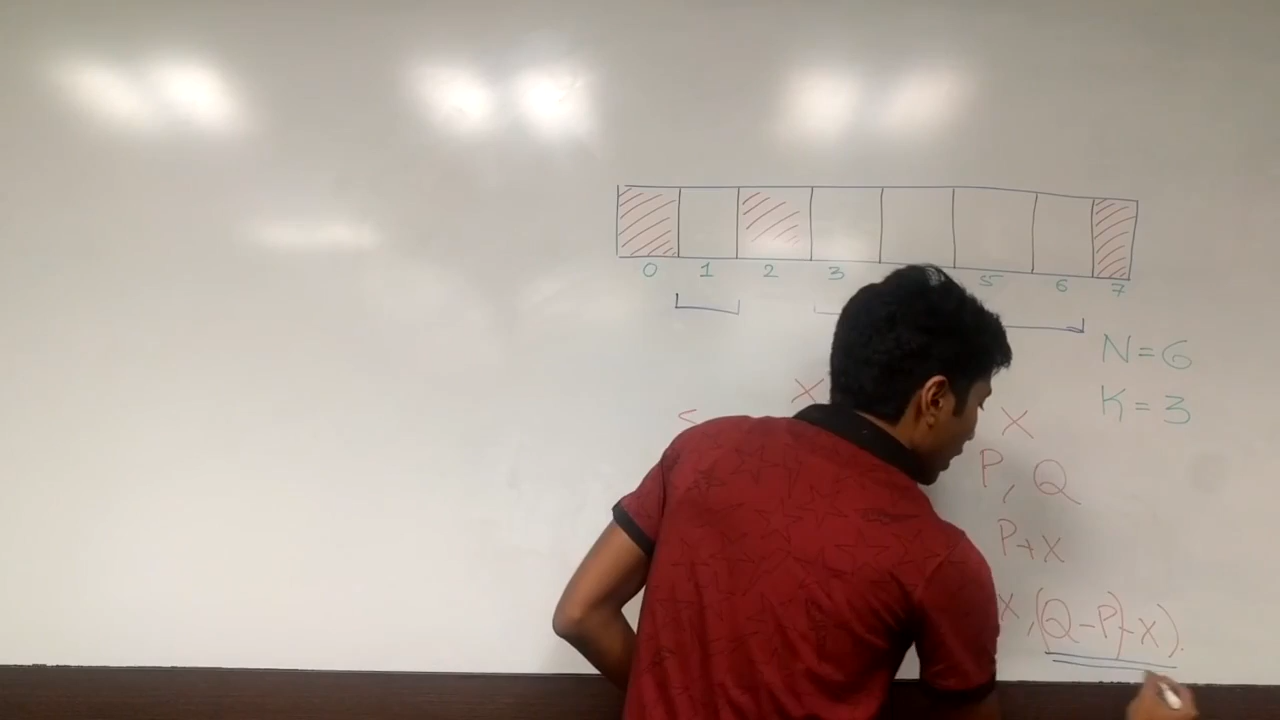 0 1 2 3 5 6 7
N=6
K=3
X
<
X
P, Q
P+X
X, (Q-P)-X).